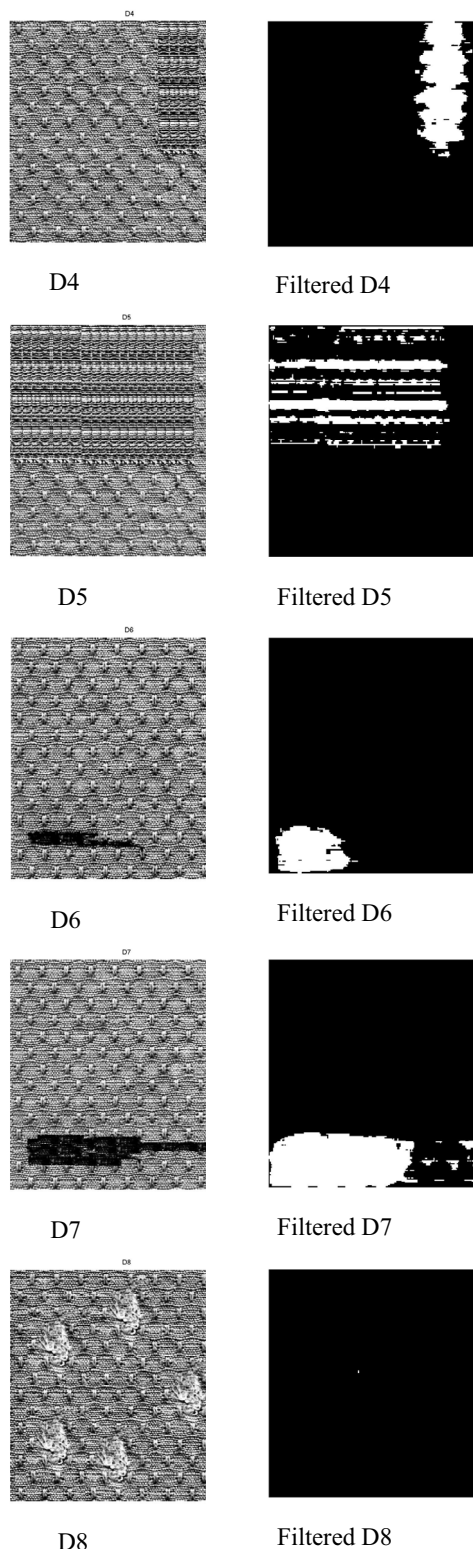 D4
D4 Filtered D4
D5
D5 Filtered D5
D6
D6 Filtered D6
D7
D7 Filtered D7
D8
D8 Filtered D8